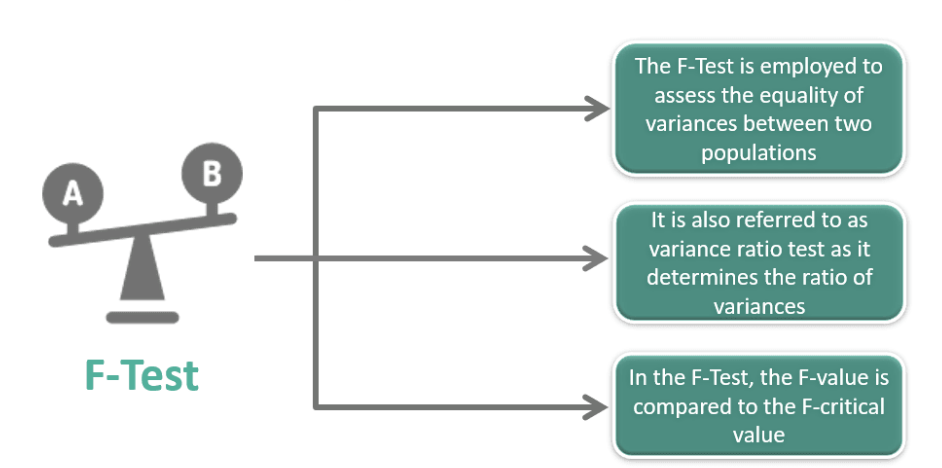 A
B
F-Test
The F-Test is employed to
assess the equality of
variances between two
populations
It is also referred to as
variance ratio test as it
determines the ratio of
variances
In the F-Test, the F-value is
compared to the F-critical
value